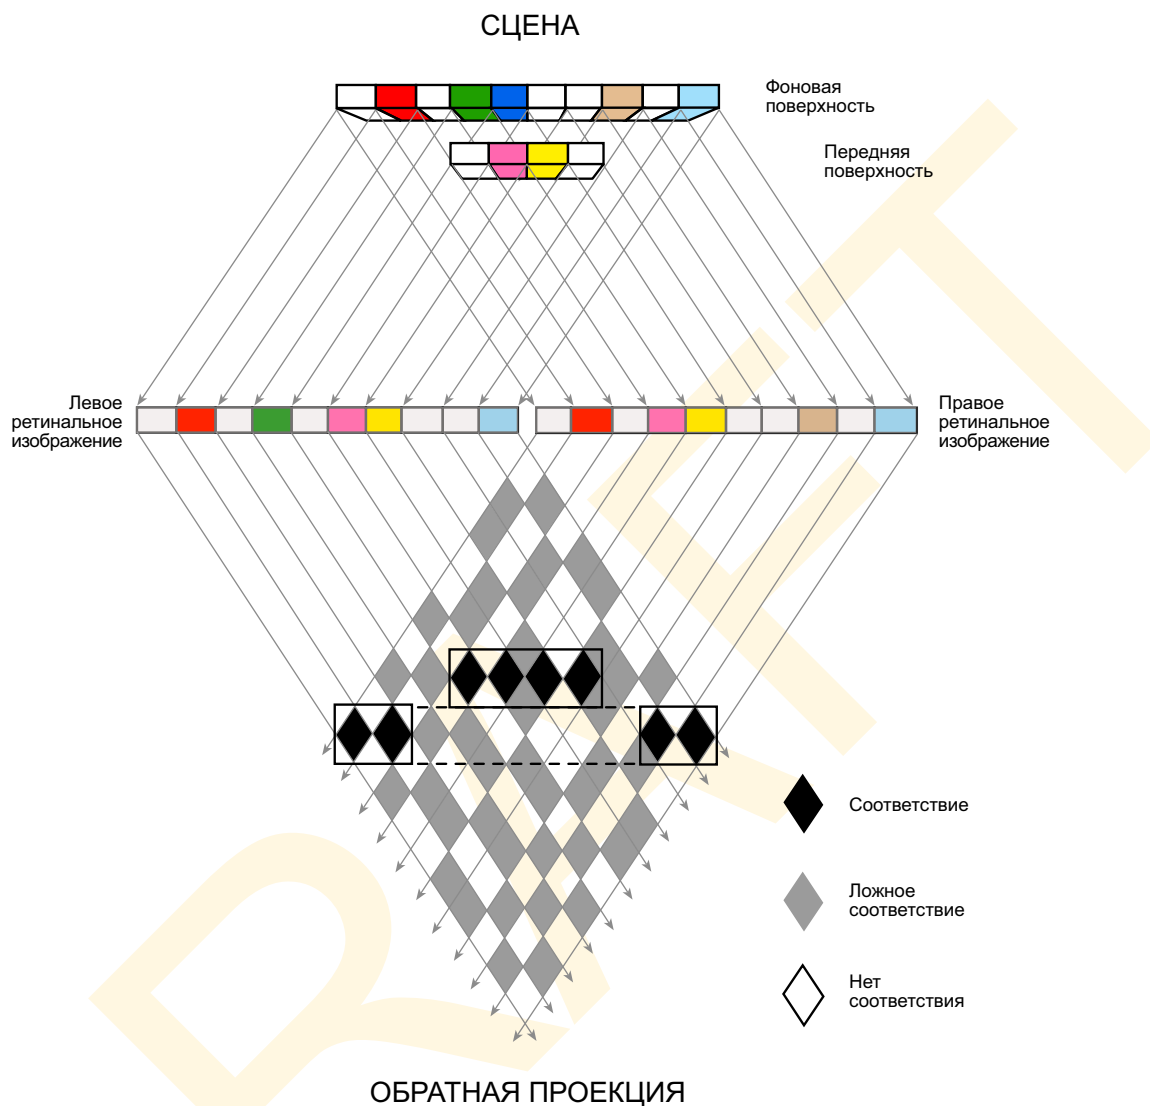 СЦЕНА
Фоновая
поверхность
Передняя
поверхность
Левое
ретинальное
изображение
Правое
ретинальное
изображение
Соответствие
Ложное
соответствие
Нет
соответствия
ОБРАТНАЯ ПРОЕКЦИЯ